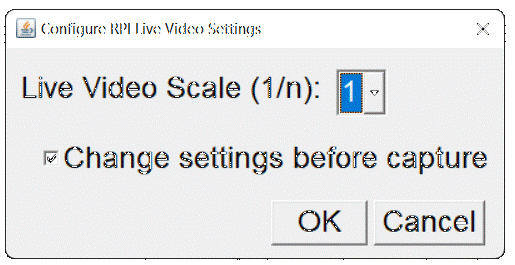 Configure RPI Live Video Settings
Live Video Scale (1/n): 1
Change settings before capture
OK Cancel